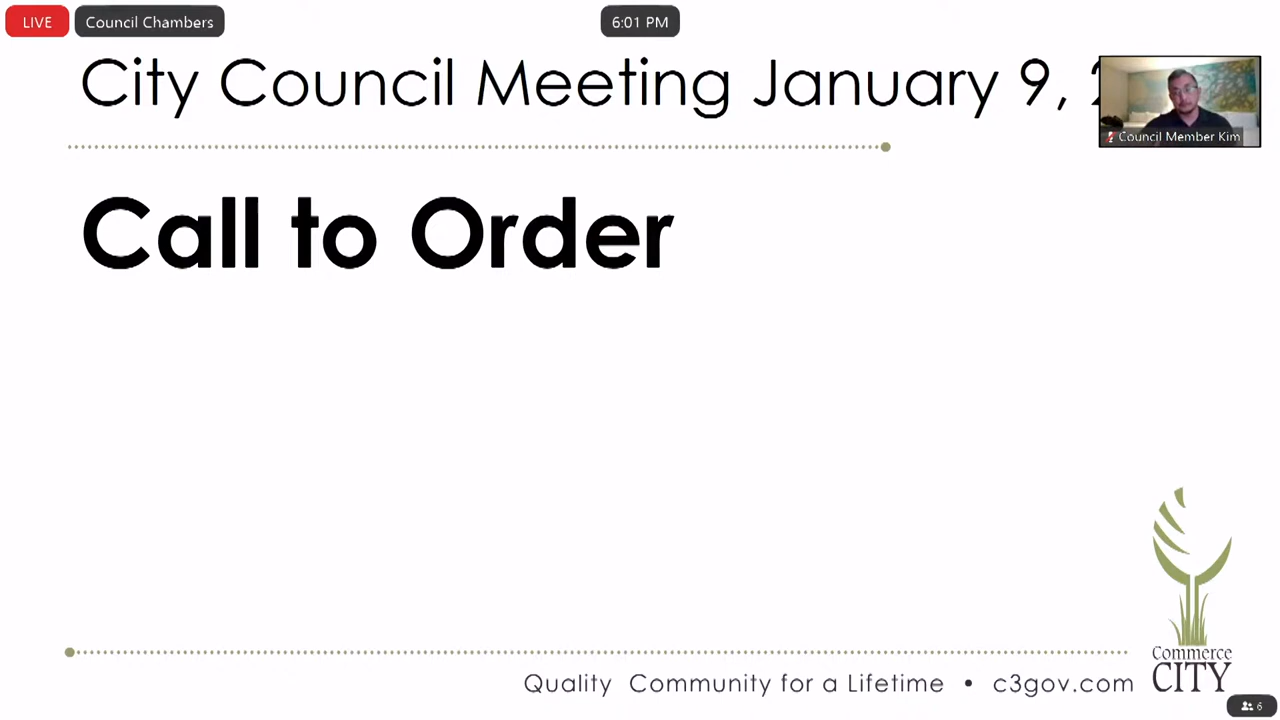 LIVE
Council Chambers
6:01 PM
City Council Meeting January 9,
Council Member Kim
Call to Order
Commerce
CITY
Quality Community for a Lifetime • c3gov.com
6